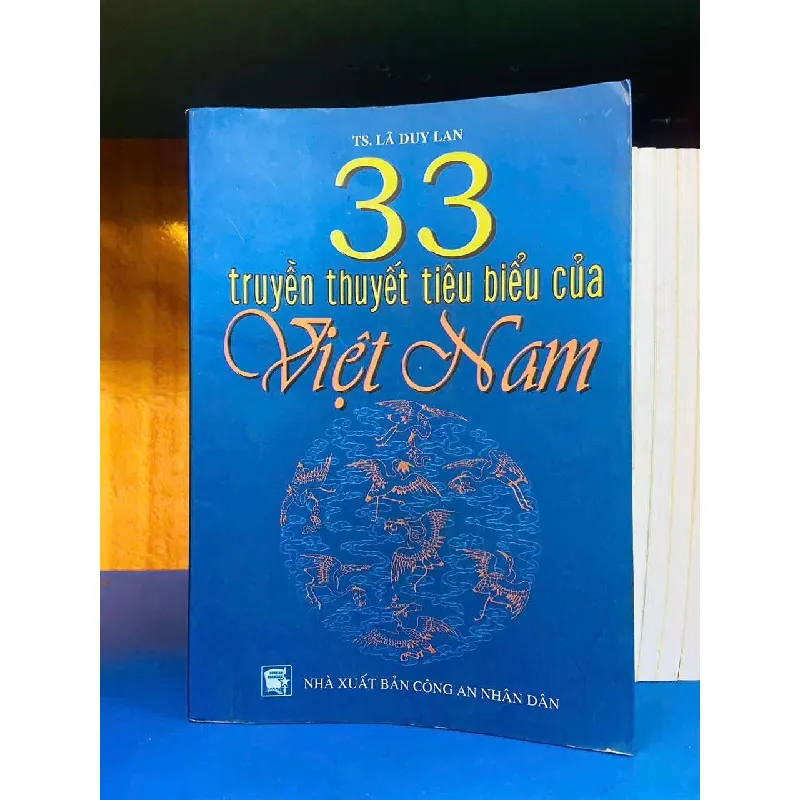 TS. LÃ DUY LAN
33
truyền thuyết tiêu biểu của
Việt Nam
NHÀ XUẤT BẢN CÔNG AN NHÂN DÂN